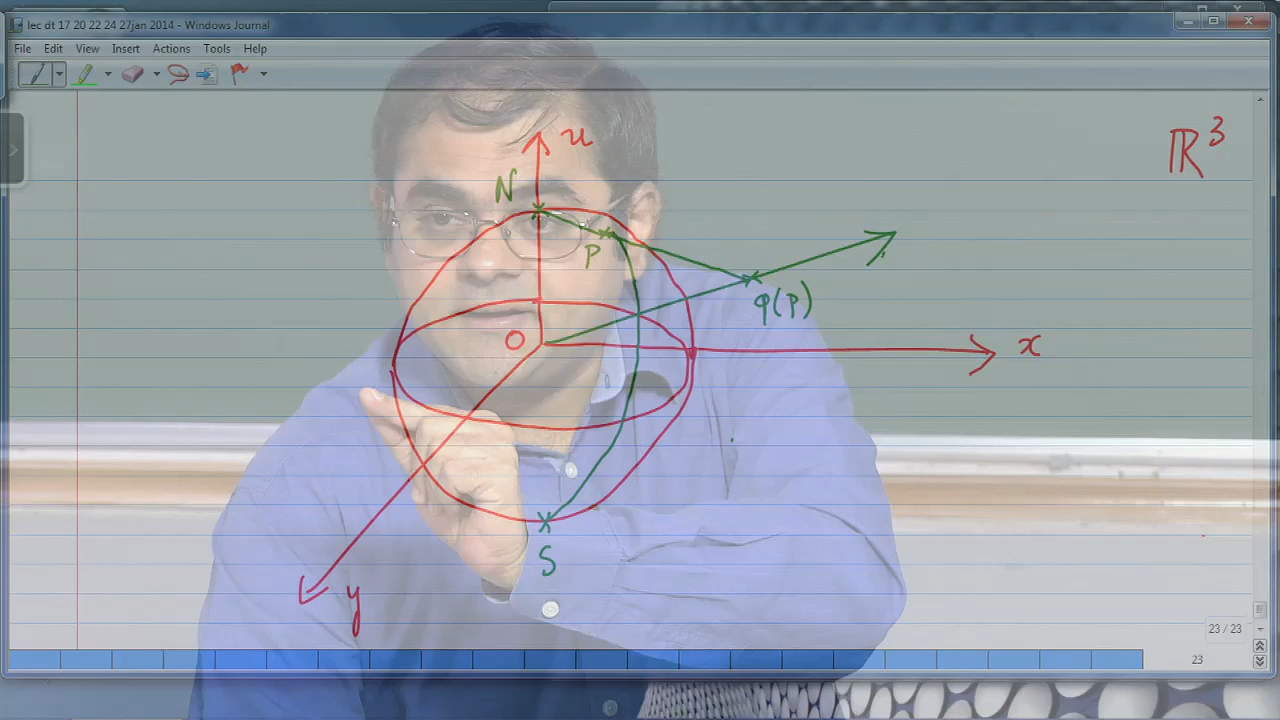 lec dt 17 20 22 24 27jan 2014 - Windows Journal
File Edit View Insert Actions Tools Help
u
ℝ³
N
P
φ(p)
O
x
S
y
23 / 23
23